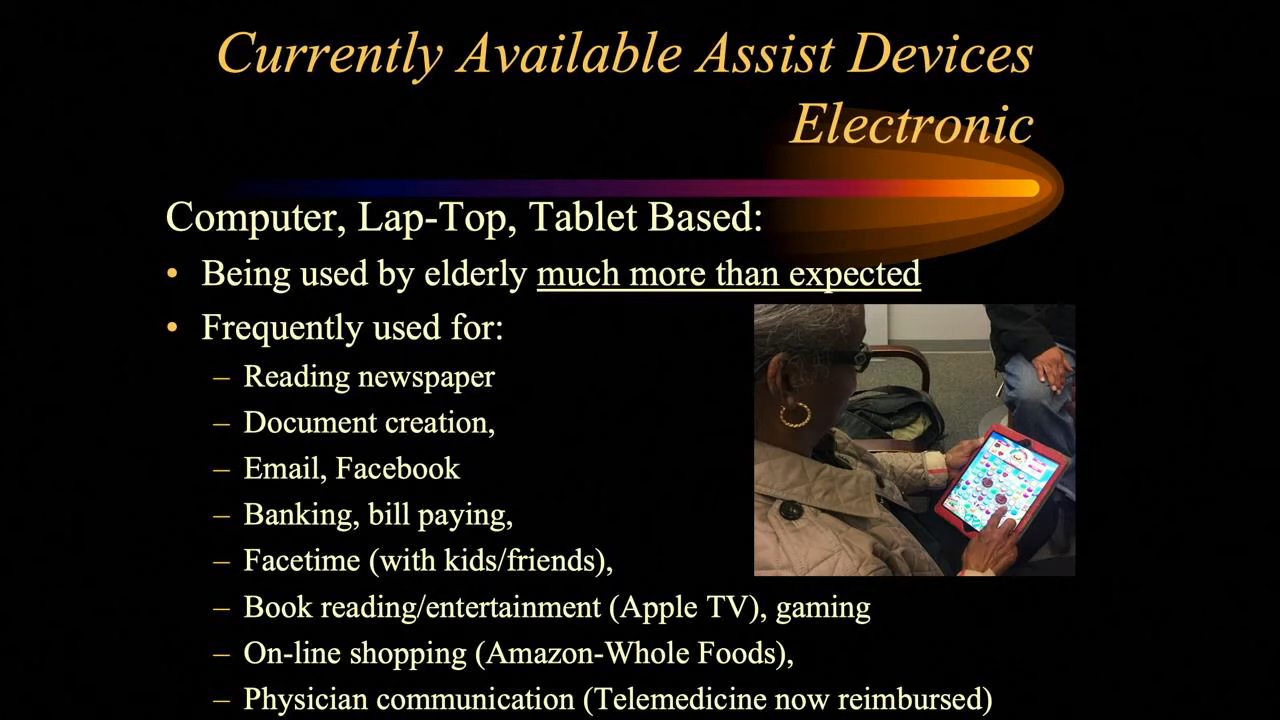 Currently Available Assist Devices
Electronic
Computer, Lap-Top, Tablet Based:
• Being used by elderly much more than expected
• Frequently used for:
– Reading newspaper
– Document creation,
– Email, Facebook
– Banking, bill paying,
– Facetime (with kids/friends),
– Book reading/entertainment (Apple TV), gaming
– On-line shopping (Amazon-Whole Foods),
– Physician communication (Telemedicine now reimbursed)